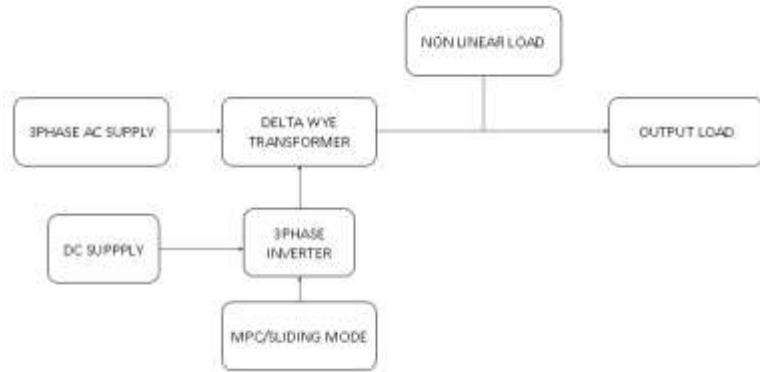 NON LINEAR LOAD
3PHASE AC SUPPLY
DELTA WYE
TRANSFORMER
OUTPUT LOAD
DC SUPPPLY
3PHASE
INVERTER
MPC/SLIDING MODE